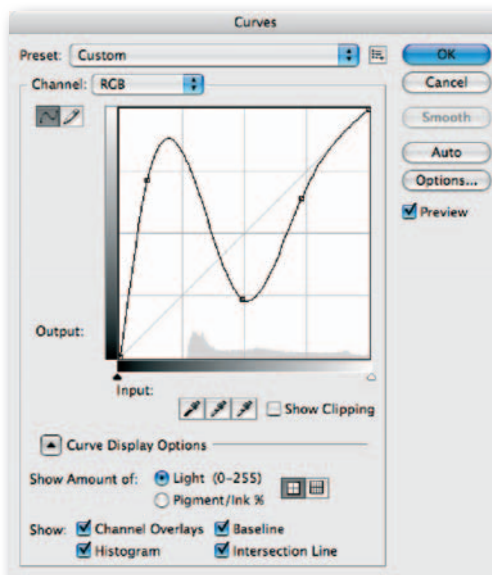 Curves
Preset: Custom
OK
Channel: RGB
Cancel
Smooth
Auto
Options...
Preview
Output:
Input:
Show Clipping
Curve Display Options
Show Amount of: Light (0-255)
Pigment/Ink %
Show: Channel Overlays Baseline
Histogram Intersection Line